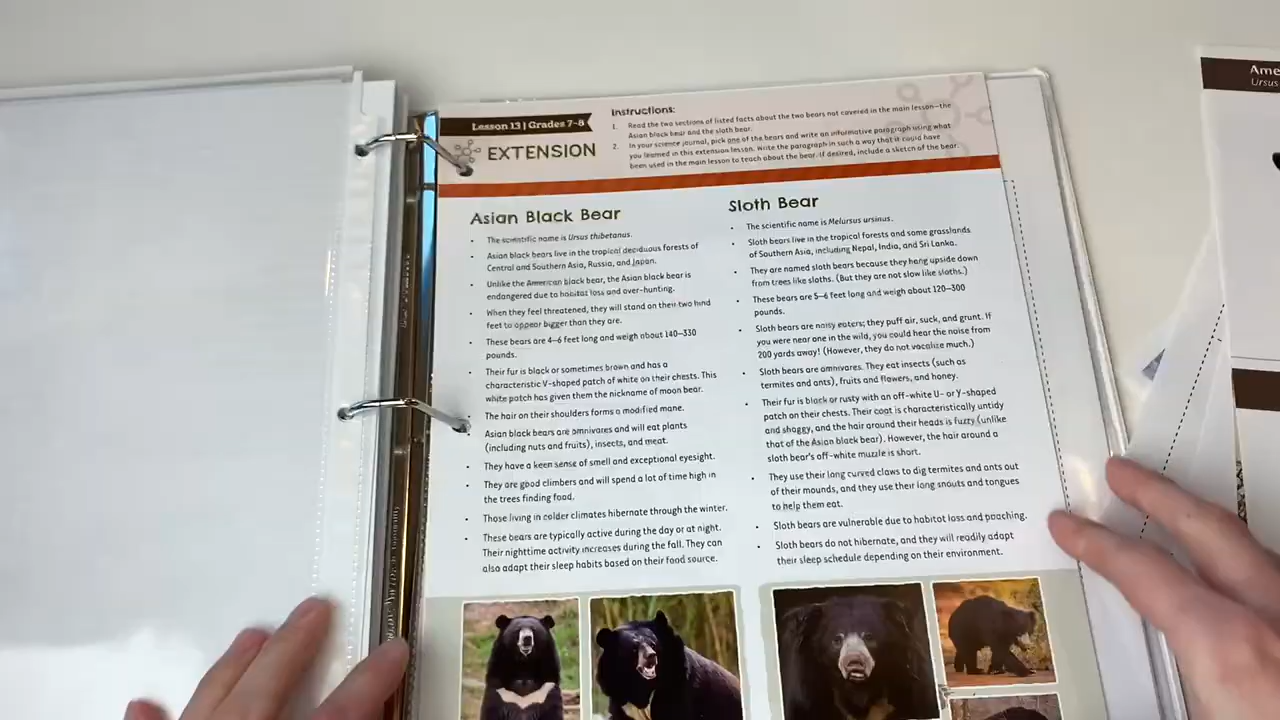 Lesson 13 | Grades 7–8
EXTENSION
Instructions:
1. Read the two sections of listed facts about the two bears not covered in the main lesson—the
Asian black bear and the sloth bear.
2. In your science journal, pick one of the bears and write an informative paragraph using what
you learned in this extension lesson. Write the paragraph in such a way that it could have
been used in the main lesson to teach about the bear. If desired, include a sketch of the bear.
Asian Black Bear
• The scientific name is Ursus thibetanus.
• Asian black bears live in the tropical deciduous forests of
Central and Southern Asia, Russia, and Japan.
• Unlike the American black bear, the Asian black bear is
endangered due to habitat loss and over-hunting.
• When they feel threatened, they will stand on their two hind
feet to appear bigger than they are.
• These bears are 4–6 feet long and weigh about 140–330
pounds.
• Their fur is black or sometimes brown and has a
characteristic V-shaped patch of white on their chests. This
white patch has given them the nickname of moon bear.
• The hair on their shoulders forms a modified mane.
• Asian black bears are omnivores and will eat plants
(including nuts and fruits), insects, and meat.
• They have a keen sense of smell and exceptional eyesight.
• They are good climbers and will spend a lot of time high in
the trees finding food.
• Those living in colder climates hibernate through the winter.
• These bears are typically active during the day or at night.
Their nighttime activity increases during the fall. They can
also adapt their sleep habits based on their food source.
Sloth Bear
• The scientific name is Melursus ursinus.
• Sloth bears live in the tropical forests and some grasslands
of Southern Asia, including Nepal, India, and Sri Lanka.
• They are named sloth bears because they hang upside down
from trees like sloths. (But they are not slow like sloths.)
• These bears are 5–6 feet long and weigh about 120–300
pounds.
• Sloth bears are noisy eaters; they puff air, suck, and grunt. If
you were near one in the wild, you could hear the noise from
200 yards away! (However, they do not vocalize much.)
• Sloth bears are omnivores. They eat insects (such as
termites and ants), fruits and flowers, and honey.
• Their fur is black or rusty with an off-white U- or Y-shaped
patch on their chests. Their coat is characteristically untidy
and shaggy, and the hair around their heads is fuzzy (unlike
that of the Asian black bear). However, the hair around a
sloth bear's off-white muzzle is short.
• They use their long curved claws to dig termites and ants out
of their mounds, and they use their long snouts and tongues
to help them eat.
• Sloth bears are vulnerable due to habitat loss and poaching.
• Sloth bears do not hibernate, and they will readily adapt
their sleep schedule depending on their environment.
Ame
Ursus